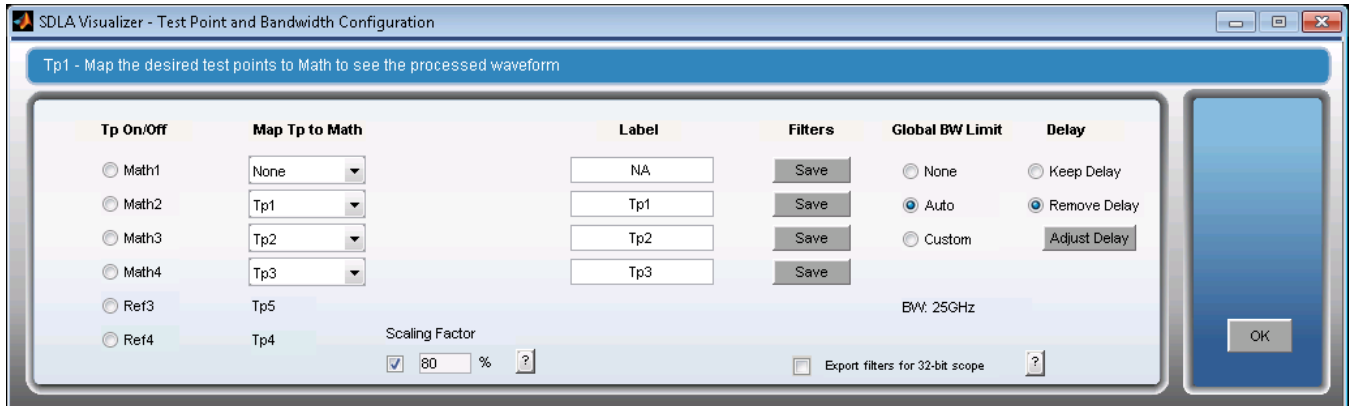 SDLA Visualizer - Test Point and Bandwidth Configuration
Tp1 - Map the desired test points to Math to see the processed waveform
Tp On/Off Map Tp to Math Label Filters Global BW Limit Delay
Math1 None NA Save None Keep Delay
Math2 Tp1 Tp1 Save Auto Remove Delay
Math3 Tp2 Tp2 Save Custom Adjust Delay
Math4 Tp3 Tp3 Save
Ref3 Tp5 BW: 25GHz
Ref4 Tp4 Scaling Factor OK
80 % ? Export filters for 32-bit scope ?